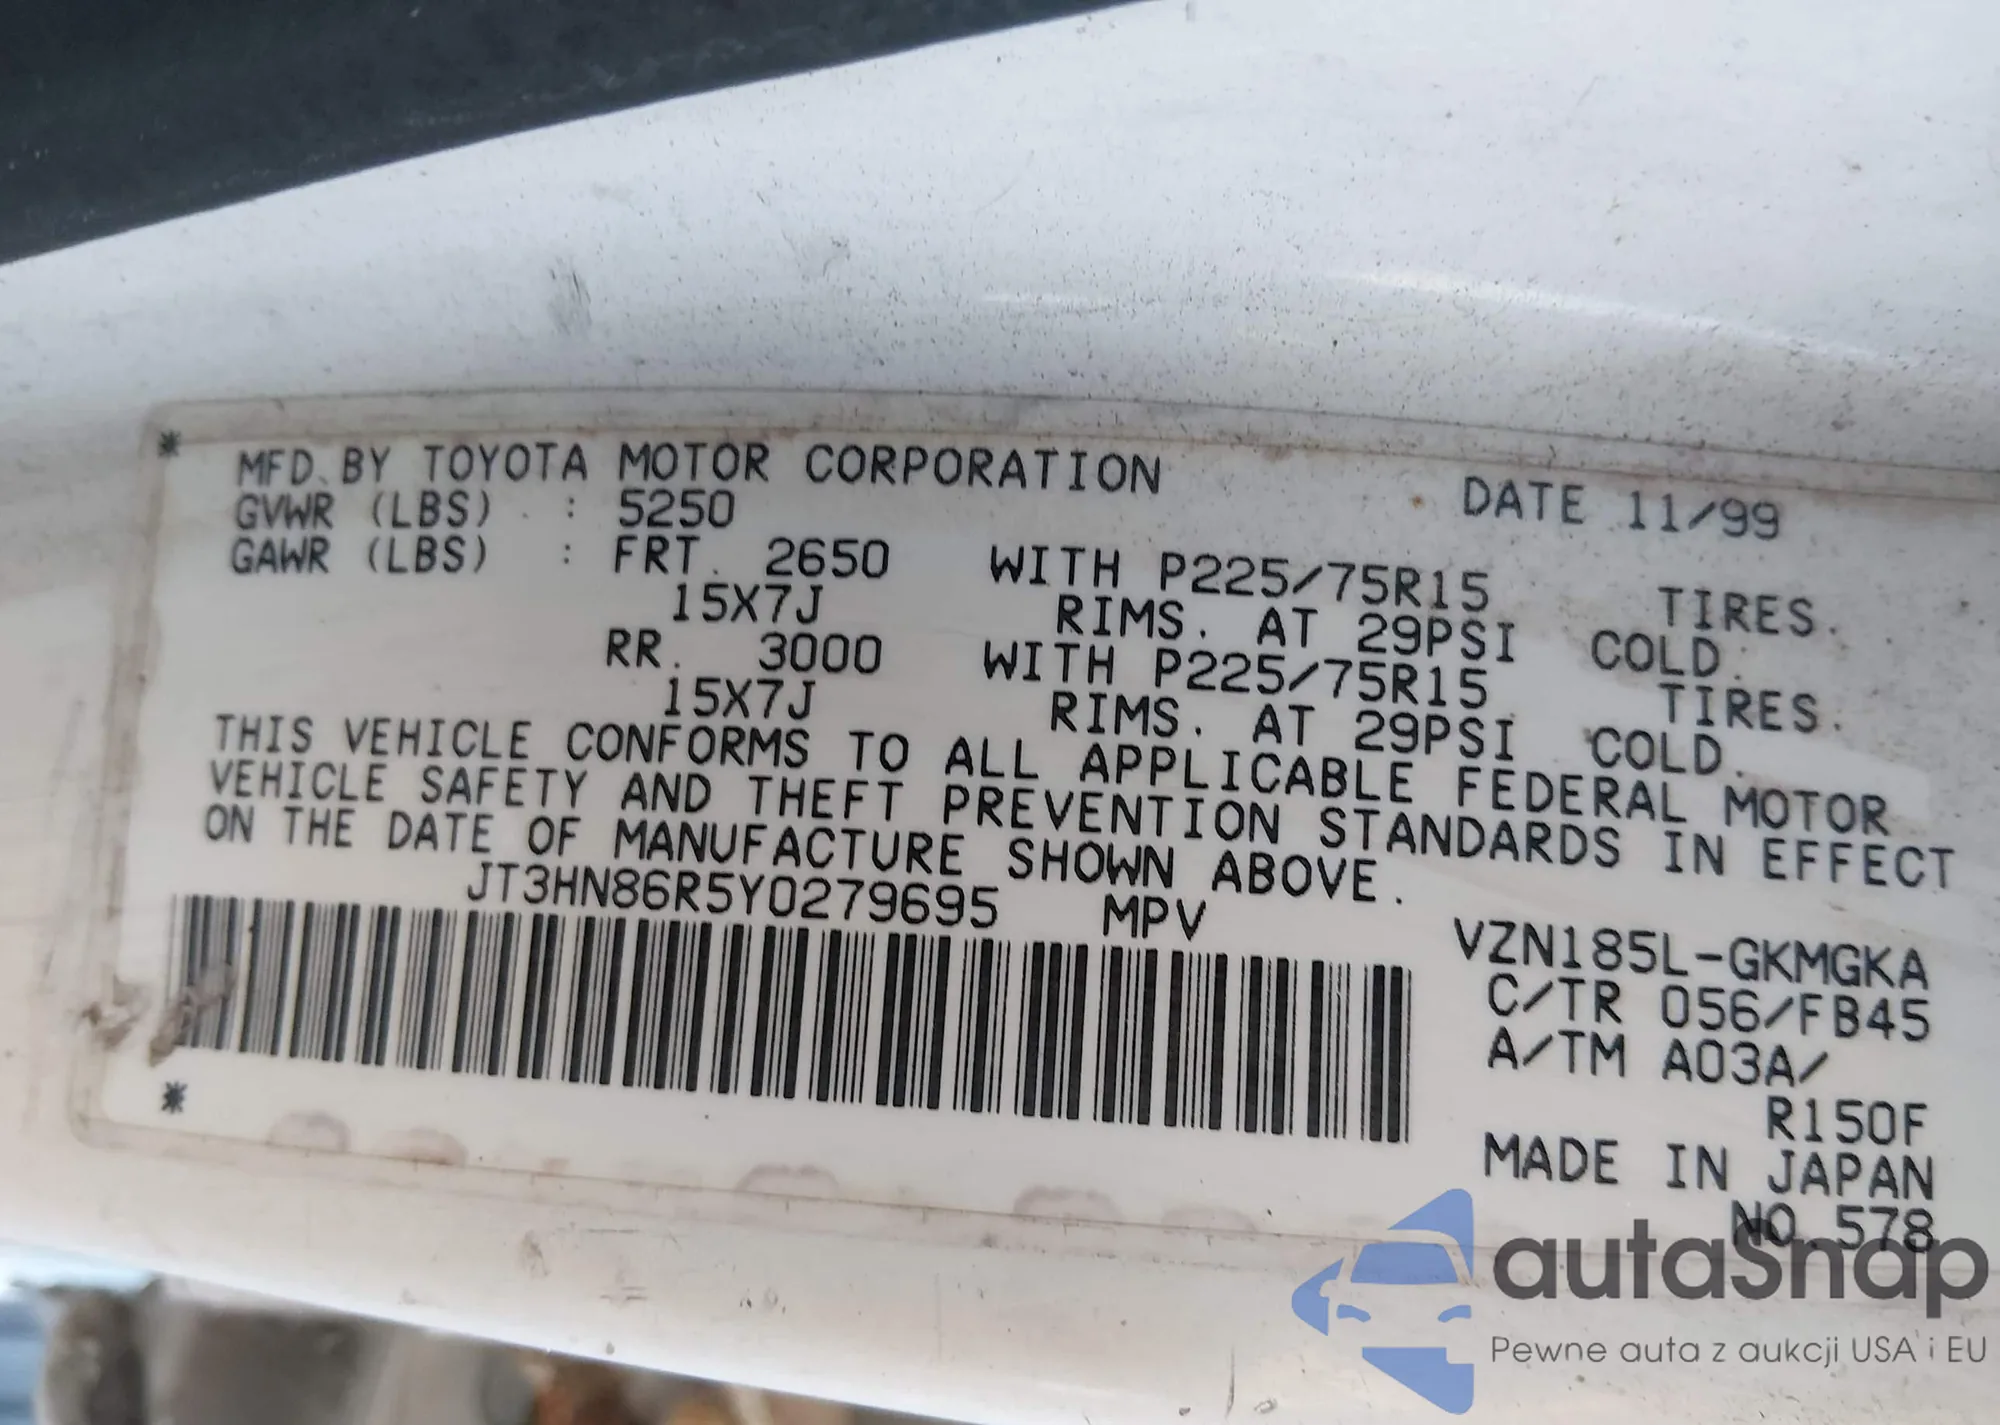 * MFD. BY TOYOTA MOTOR CORPORATION DATE 11/99
GVWR (LBS) : 5250
GAWR (LBS) : FRT. 2650 WITH P225/75R15 TIRES.
15X7J RIMS. AT 29PSI COLD.
RR. 3000 WITH P225/75R15 TIRES.
15X7J RIMS. AT 29PSI COLD.
THIS VEHICLE CONFORMS TO ALL APPLICABLE FEDERAL MOTOR
VEHICLE SAFETY AND THEFT PREVENTION STANDARDS IN EFFECT
ON THE DATE OF MANUFACTURE SHOWN ABOVE.
JT3HN86R5Y0279695 MPV
VZN185L-GKMGKA
C/TR 056/FB45
A/TM A03A/
R150F
* MADE IN JAPAN
NO. 578
autaSnap
Pewne auta z aukcji USA i EU